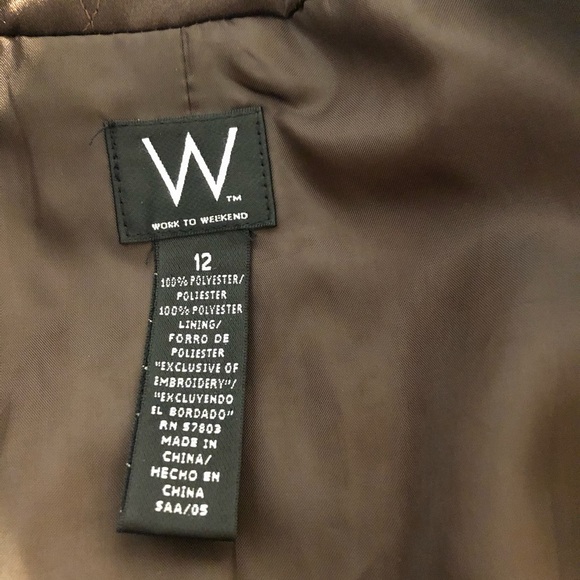 W™
WORK TO WEEKEND
12
100% POLYESTER/
POLIESTER
100% POLYESTER
LINING/
FORRO DE
POLIESTER
"EXCLUSIVE OF
EMBROIDERY"/
"EXCLUYENDO
EL BORDADO"
RN 57803
MADE IN
CHINA/
HECHO EN
CHINA
SAA/05